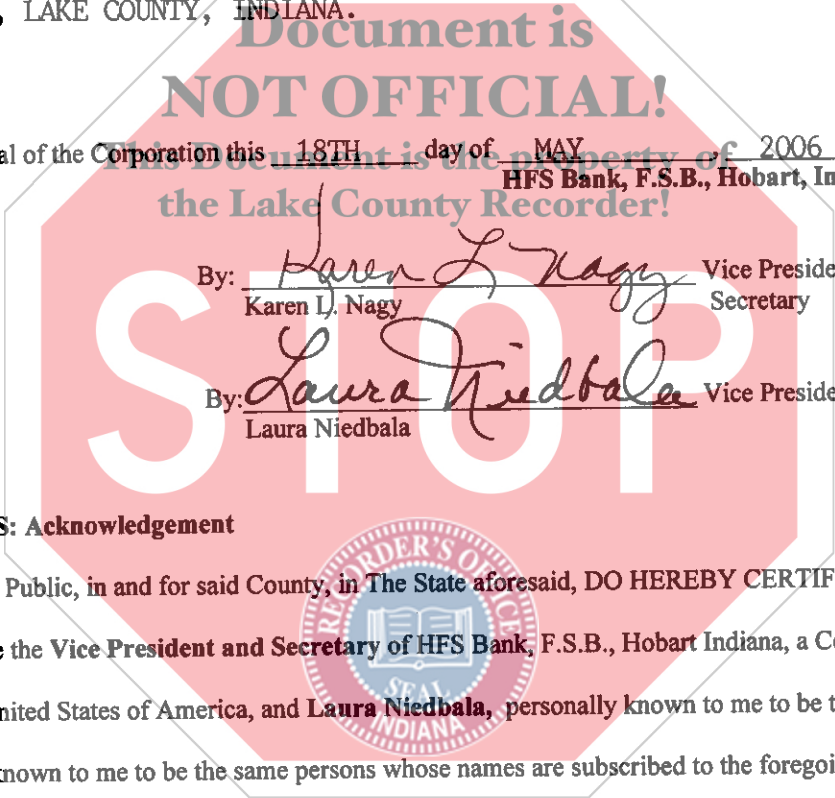 , LAKE COUNTY, INDIANA.
Document is
NOT OFFICIAL!
al of the Corporation this 18TH day of MAY , 2006
This Document is the property of
HFS Bank, F.S.B., Hobart, In
the Lake County Recorder!
By: Karen L Nagy Vice Preside
Karen L. Nagy Secretary
By: Laura Niedbala Vice Preside
Laura Niedbala
STOP
S: Acknowledgement
RECORDER'S OFFICE
Public, in and for said County, in The State aforesaid, DO HEREBY CERTIF
e the Vice President and Secretary of HFS Bank, F.S.B., Hobart Indiana, a Co
SEAL
nited States of America, and Laura Niedbala, personally known to me to be t
INDIANA
nown to me to be the same persons whose names are subscribed to the foregoi